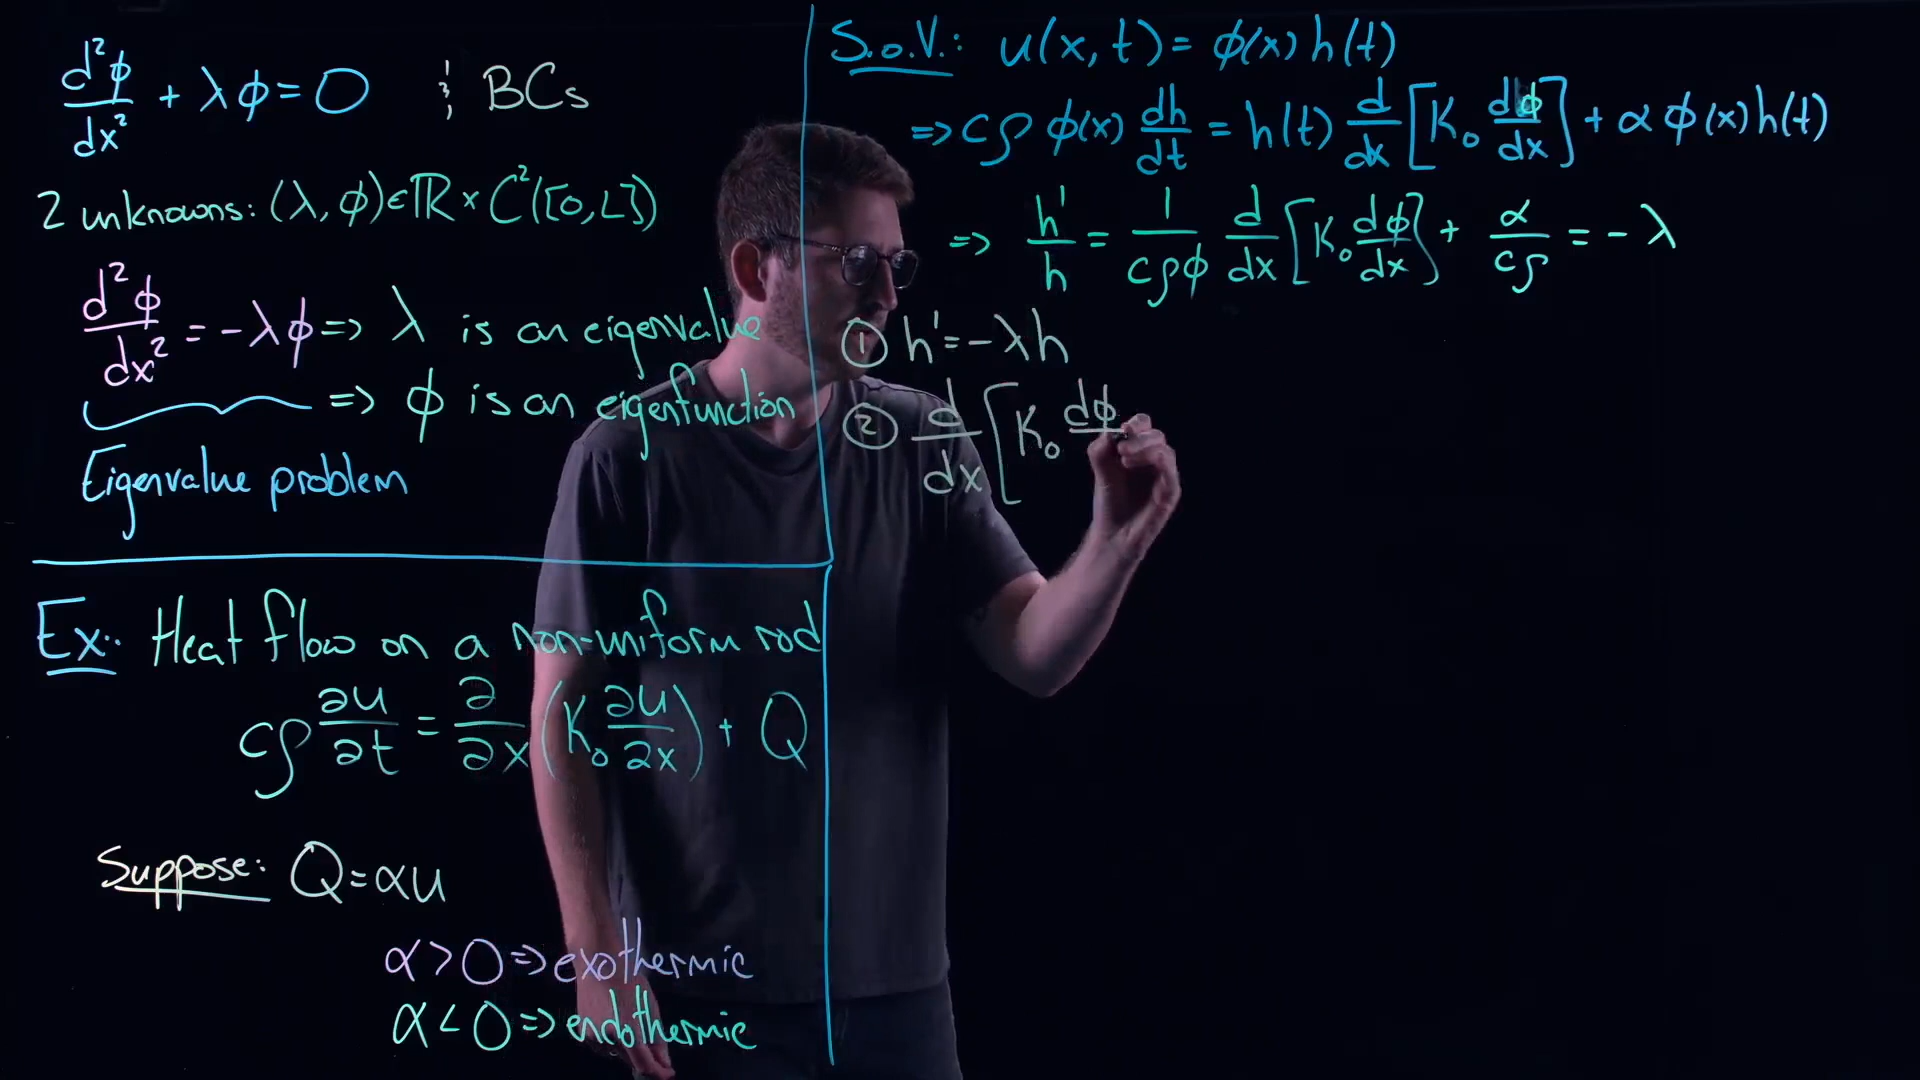 d²φ/dx² + λφ = 0 & BCs
2 unknowns: (λ, φ) ∈ ℝ × C²([0, L])
d²φ/dx² = -λφ => λ is an eigenvalue
=> φ is an eigenfunction
Eigenvalue problem
Ex: Heat flow on a non-uniform rod
cρ ∂u/∂t = ∂/∂x (K₀ ∂u/∂x) + Q
Suppose: Q = αu
α > 0 => exothermic
α < 0 => endothermic
S.o.V.: u(x, t) = φ(x) h(t)
=> cρ φ(x) dh/dt = h(t) d/dx [K₀ dφ/dx] + α φ(x) h(t)
=> h'/h = 1/cρφ d/dx [K₀ dφ/dx] + α/cρ = -λ
① h' = -λh
② d/dx [K₀ dφ